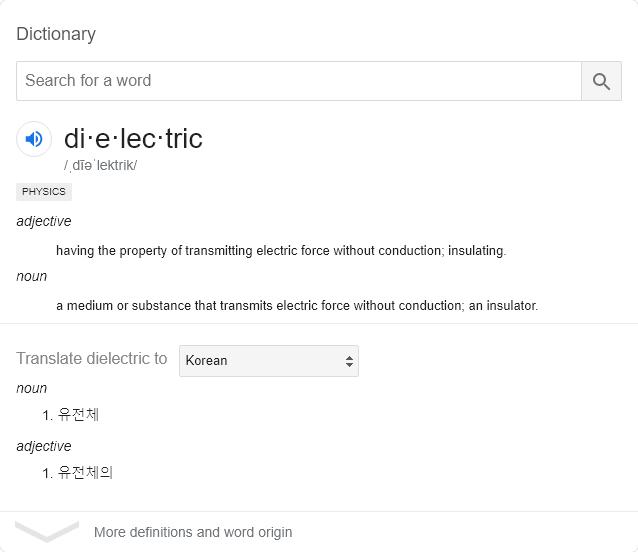 Dictionary
Search for a word
di·e·lec·tric
/ˌdīəˈlektrik/
PHYSICS
adjective
having the property of transmitting electric force without conduction; insulating.
noun
a medium or substance that transmits electric force without conduction; an insulator.
Translate dielectric to Korean
noun
1. 유전체
adjective
1. 유전체의
More definitions and word origin